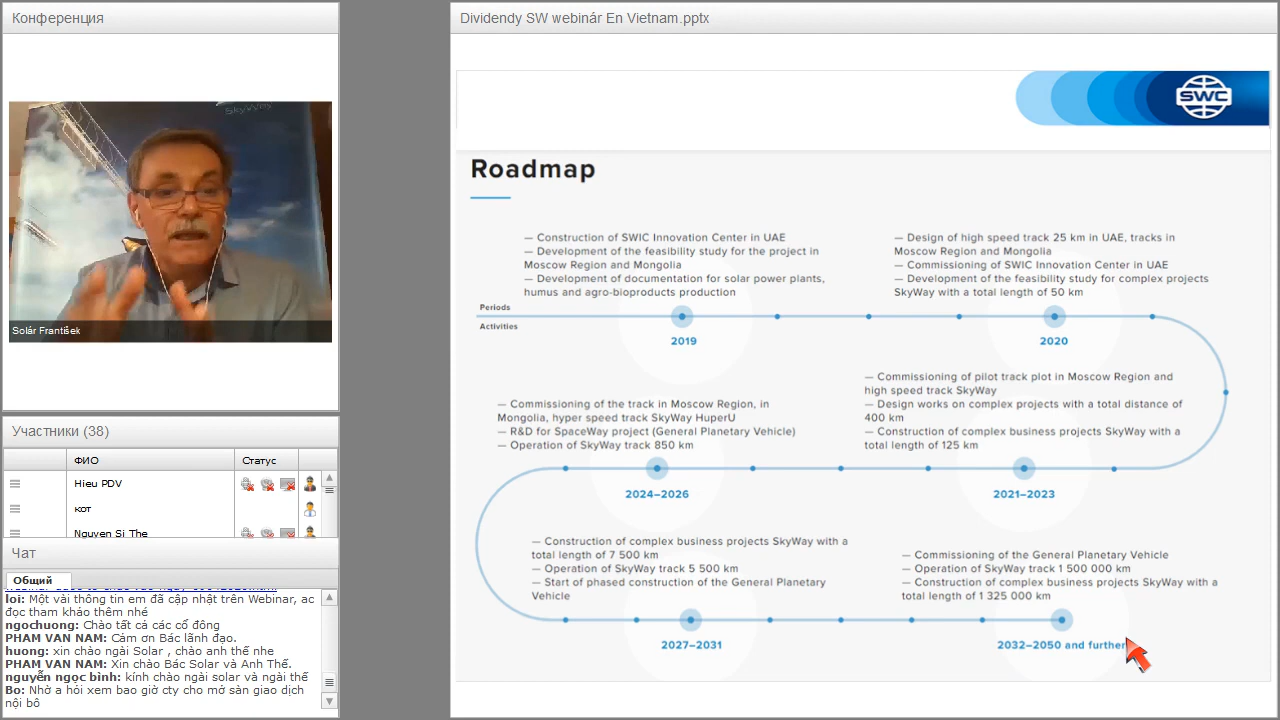 Конференция
SkyWay
Solár František
Участники (38)
ФИО Статус
Hieu PDV
кот
Nguyen Si The
Чат
Общий
loi: Một vài thông tin em đã cập nhật trên Webinar, ac
đọc tham khảo thêm nhé
ngochuong: Chào tất cả các cổ đông
PHAM VAN NAM: Cám ơn Bác lãnh đạo.
huong: xin chào ngài Solar , chào anh thế nhe
PHAM VAN NAM: Xin chào Bác Solar và Anh Thế.
nguyễn ngọc bình: kính chào ngài solar và ngài thế
Bo: Nhờ a hỏi xem bao giờ cty cho mở sàn giao dịch
nội bô
Dividendy SW webinár En Vietnam.pptx
SWC
Roadmap
— Construction of SWIC Innovation Center in UAE
— Development of the feasibility study for the project in
Moscow Region and Mongolia
— Development of documentation for solar power plants,
humus and agro-bioproducts production
Periods
Activities
2019
— Design of high speed track 25 km in UAE, tracks in
Moscow Region and Mongolia
— Commissioning of SWIC Innovation Center in UAE
— Development of the feasibility study for complex projects
SkyWay with a total length of 50 km
2020
— Commissioning of pilot track plot in Moscow Region and
high speed track SkyWay
— Design works on complex projects with a total distance of
400 km
— Construction of complex business projects SkyWay with a
total length of 125 km
2021–2023
— Commissioning of the track in Moscow Region, in
Mongolia, hyper speed track SkyWay HuperU
— R&D for SpaceWay project (General Planetary Vehicle)
— Operation of SkyWay track 850 km
2024–2026
— Construction of complex business projects SkyWay with a
total length of 7 500 km
— Operation of SkyWay track 5 500 km
— Start of phased construction of the General Planetary
Vehicle
2027–2031
— Commissioning of the General Planetary Vehicle
— Operation of SkyWay track 1 500 000 km
— Construction of complex business projects SkyWay with a
total length of 1 325 000 km
2032–2050 and further